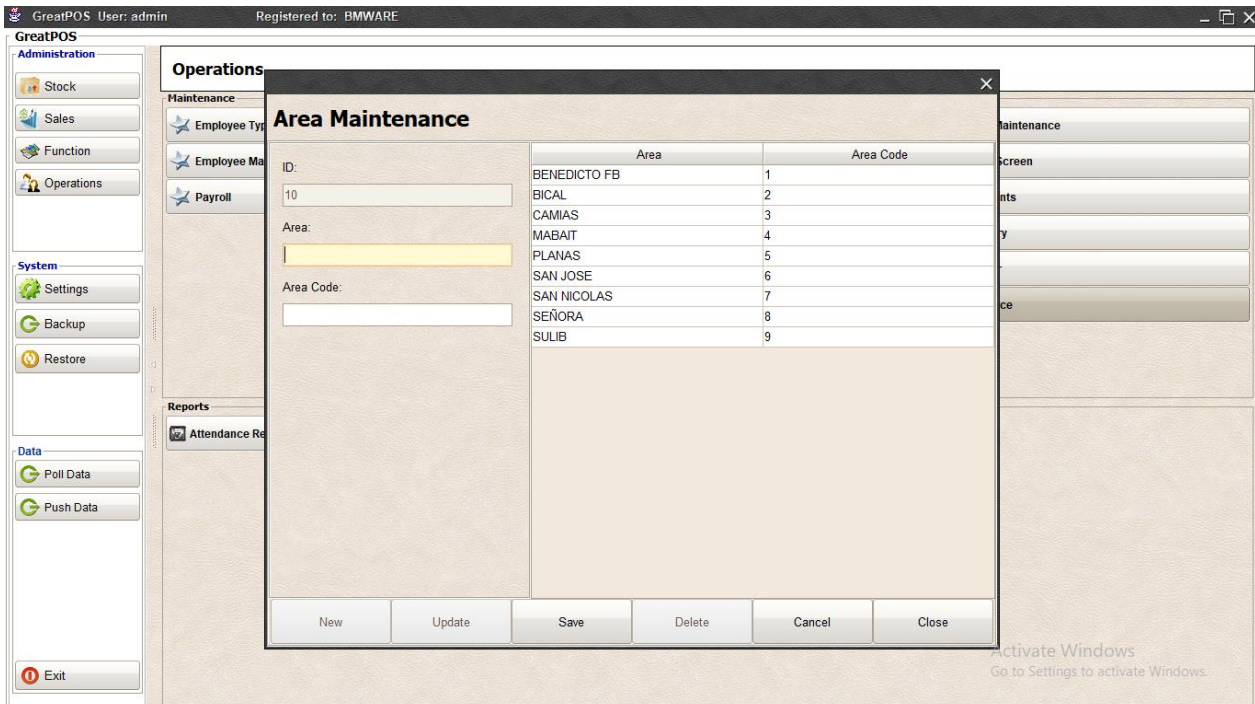 GreatPOS User: admin Registered to: BMWARE
GreatPOS
Administration
Stock
Sales
Function
Operations
System
Settings
Backup
Restore
Data
Poll Data
Push Data
Exit
Operations
Maintenance
Employee Typ
Employee Ma
Payroll
Maintenance
Screen
nts
y
ce
Reports
Attendance Re
Area Maintenance
ID:
10
Area:
Area Code:
Area Area Code
BENEDICTO FB 1
BICAL 2
CAMIAS 3
MABAIT 4
PLANAS 5
SAN JOSE 6
SAN NICOLAS 7
SEÑORA 8
SULIB 9
New Update Save Delete Cancel Close
Activate Windows
Go to Settings to activate Windows.